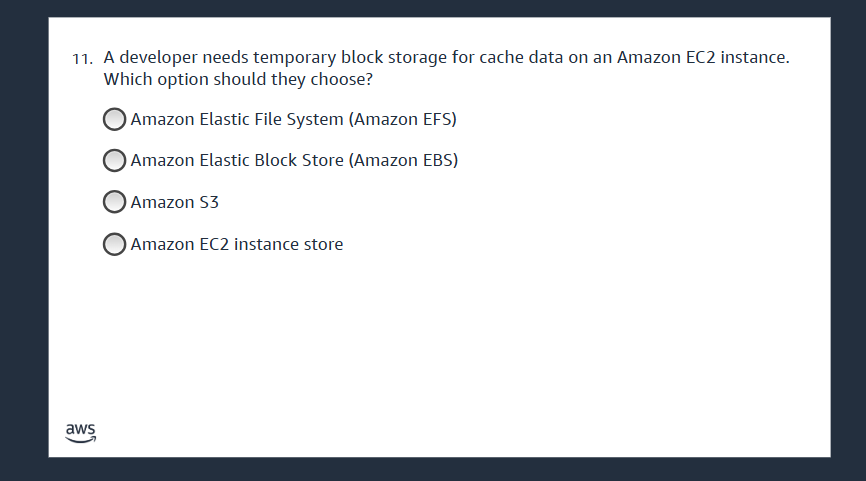 11. A developer needs temporary block storage for cache data on an Amazon EC2 instance.
Which option should they choose?
Amazon Elastic File System (Amazon EFS)
Amazon Elastic Block Store (Amazon EBS)
Amazon S3
Amazon EC2 instance store
aws